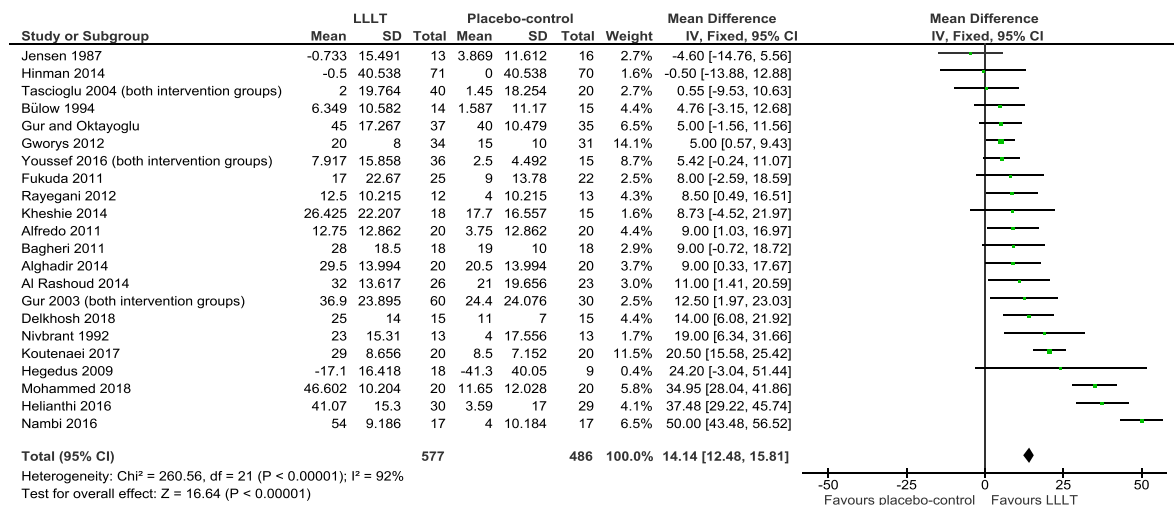 LLLT Placebo-control Mean Difference Mean Difference
Study or Subgroup Mean SD Total Mean SD Total Weight IV, Fixed, 95% CI IV, Fixed, 95% CI
Jensen 1987 -0.733 15.491 13 3.869 11.612 16 2.7% -4.60 [-14.76, 5.56]
Hinman 2014 -0.5 40.538 71 0 40.538 70 1.6% -0.50 [-13.88, 12.88]
Tascioglu 2004 (both intervention groups) 2 19.764 40 1.45 18.254 20 2.7% 0.55 [-9.53, 10.63]
Bülow 1994 6.349 10.582 14 1.587 11.17 15 4.4% 4.76 [-3.15, 12.68]
Gur and Oktayoglu 45 17.267 37 40 10.479 35 6.5% 5.00 [-1.56, 11.56]
Gworys 2012 20 8 34 15 10 31 14.1% 5.00 [0.57, 9.43]
Youssef 2016 (both intervention groups) 7.917 15.858 36 2.5 4.492 15 8.7% 5.42 [-0.24, 11.07]
Fukuda 2011 17 22.67 25 9 13.78 22 2.5% 8.00 [-2.59, 18.59]
Rayegani 2012 12.5 10.215 12 4 10.215 13 4.3% 8.50 [0.49, 16.51]
Kheshie 2014 26.425 22.207 18 17.7 16.557 15 1.6% 8.73 [-4.52, 21.97]
Alfredo 2011 12.75 12.862 20 3.75 12.862 20 4.4% 9.00 [1.03, 16.97]
Bagheri 2011 28 18.5 18 19 10 18 2.9% 9.00 [-0.72, 18.72]
Alghadir 2014 29.5 13.994 20 20.5 13.994 20 3.7% 9.00 [0.33, 17.67]
Al Rashoud 2014 32 13.617 26 21 19.656 23 3.0% 11.00 [1.41, 20.59]
Gur 2003 (both intervention groups) 36.9 23.895 60 24.4 24.076 30 2.5% 12.50 [1.97, 23.03]
Delkhosh 2018 25 14 15 11 7 15 4.5% 14.00 [6.08, 21.92]
Nivbrant 1992 23 15.31 13 4 17.556 13 1.7% 19.00 [6.34, 31.66]
Koutenaei 2017 29 8.656 20 8.5 7.152 20 11.5% 20.50 [15.58, 25.42]
Hegedus 2009 -17.1 16.418 18 -41.3 40.05 9 0.4% 24.20 [-3.04, 51.44]
Mohammed 2018 46.602 10.204 20 11.65 12.028 20 5.8% 34.95 [28.04, 41.86]
Helianthi 2016 41.07 15.3 30 3.59 17 29 4.1% 37.48 [29.22, 45.74]
Nambi 2016 54 9.186 17 4 10.184 17 6.5% 50.00 [43.48, 56.52]
Total (95% CI) 577 486 100.0% 14.14 [12.48, 15.81]
Heterogeneity: Chi² = 260.56, df = 21 (P < 0.00001); I² = 92%
Test for overall effect: Z = 16.64 (P < 0.00001)
-50 -25 0 25 50
Favours placebo-control Favours LLLT